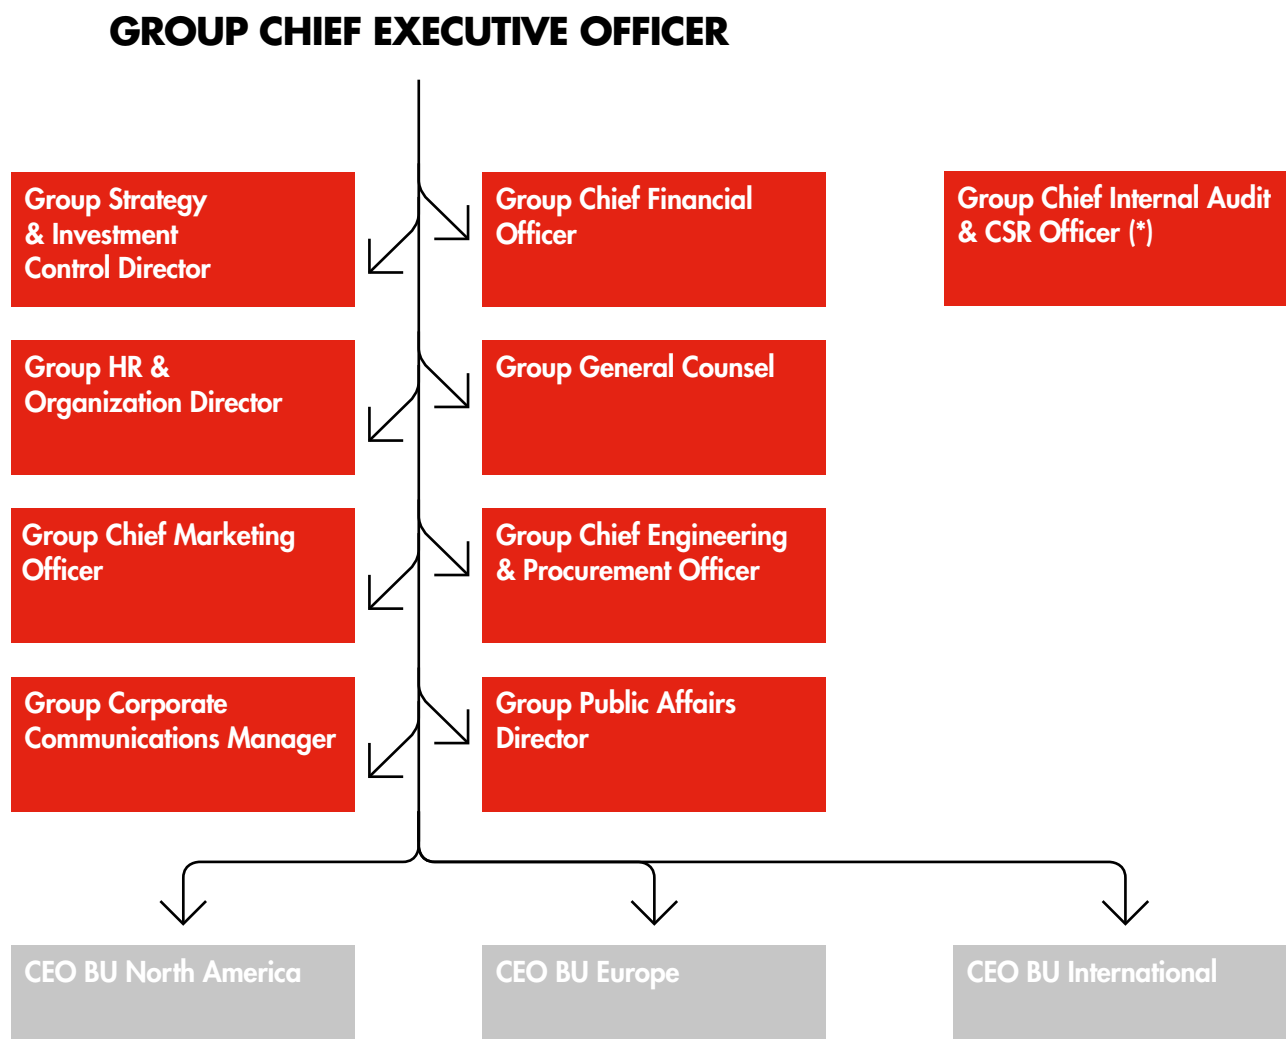 GROUP CHIEF EXECUTIVE OFFICER
Group Strategy
& Investment
Control Director
Group Chief Financial
Officer
Group Chief Internal Audit
& CSR Officer (*)
Group HR &
Organization Director
Group General Counsel
Group Chief Marketing
Officer
Group Chief Engineering
& Procurement Officer
Group Corporate
Communications Manager
Group Public Affairs
Director
CEO BU North America
CEO BU Europe
CEO BU International